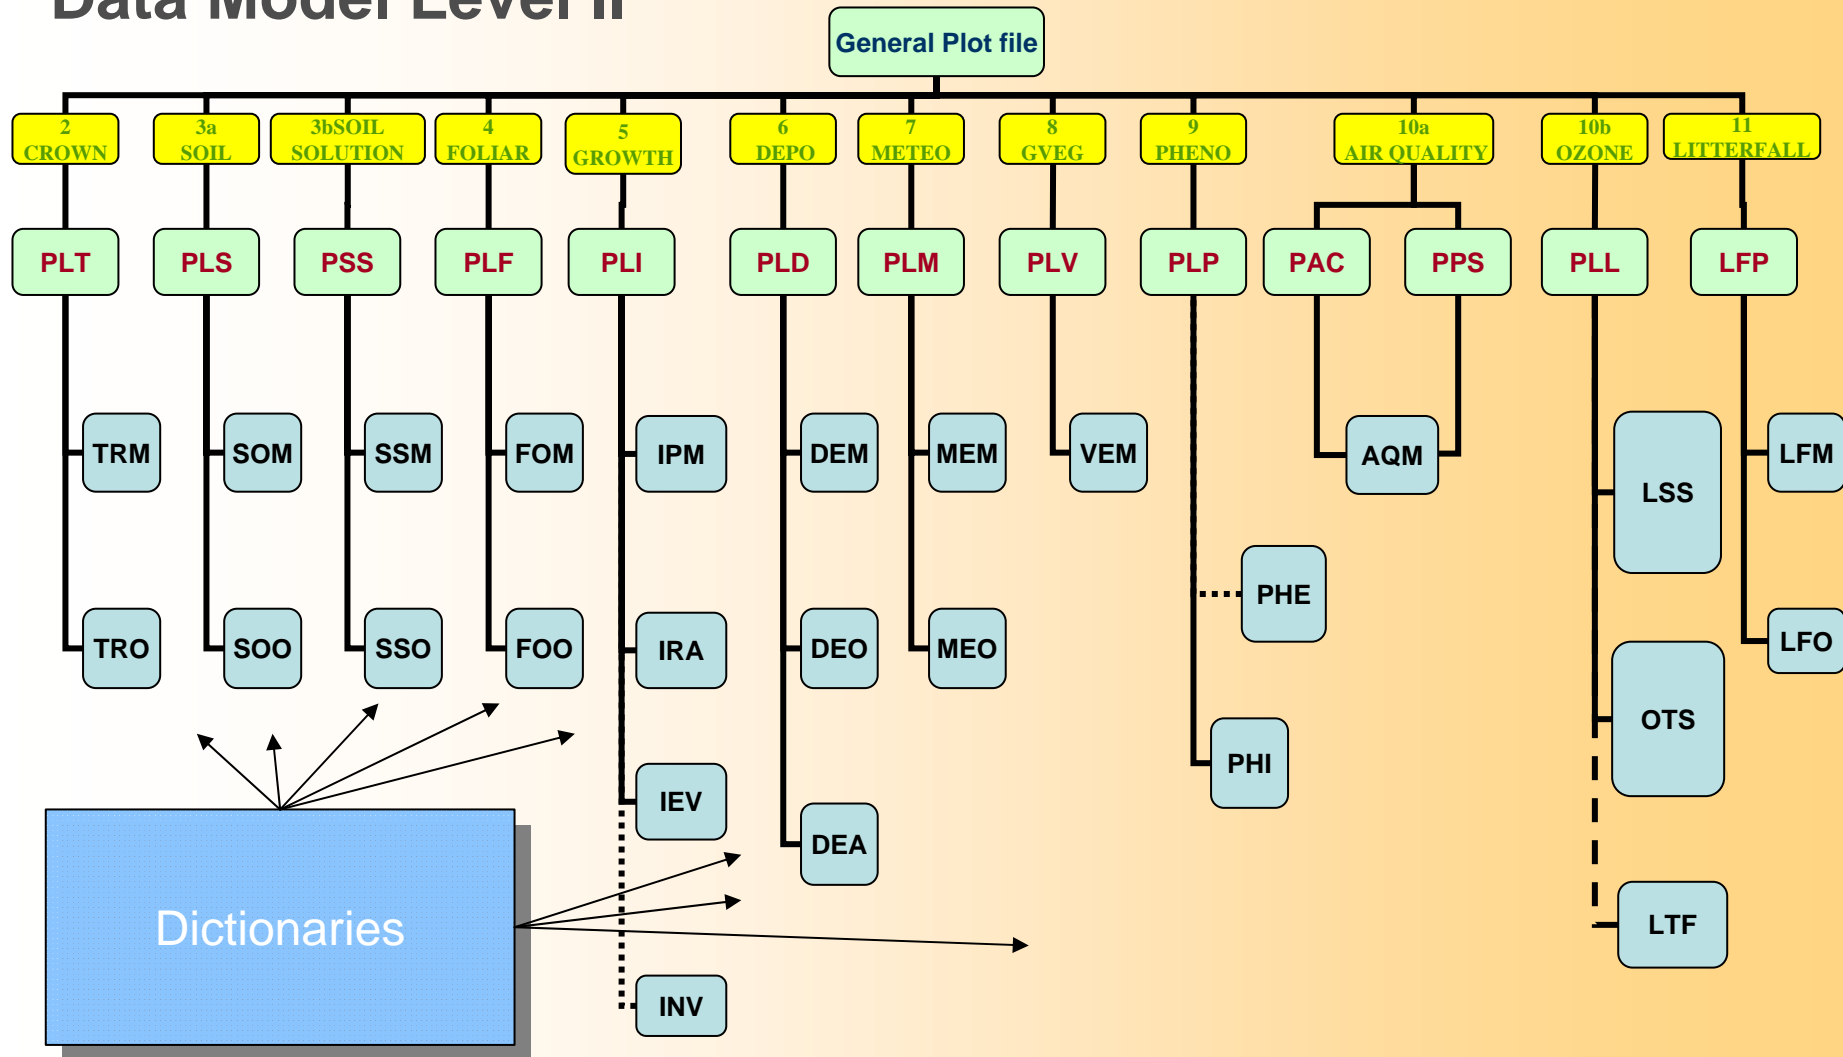 Data Model Level II
General Plot file
2
CROWN
3a
SOIL
3bSOIL
SOLUTION
4
FOLIAR
5
GROWTH
6
DEPO
7
METEO
8
GVEG
9
PHENO
10a
AIR QUALITY
10b
OZONE
11
LITTERFALL
PLT
PLS
PSS
PLF
PLI
PLD
PLM
PLV
PLP
PAC
PPS
PLL
LFP
TRM
SOM
SSM
FOM
IPM
DEM
MEM
VEM
AQM
LSS
LFM
PHE
TRO
SOO
SSO
FOO
IRA
DEO
MEO
LFO
OTS
PHI
IEV
DEA
Dictionaries
LTF
INV